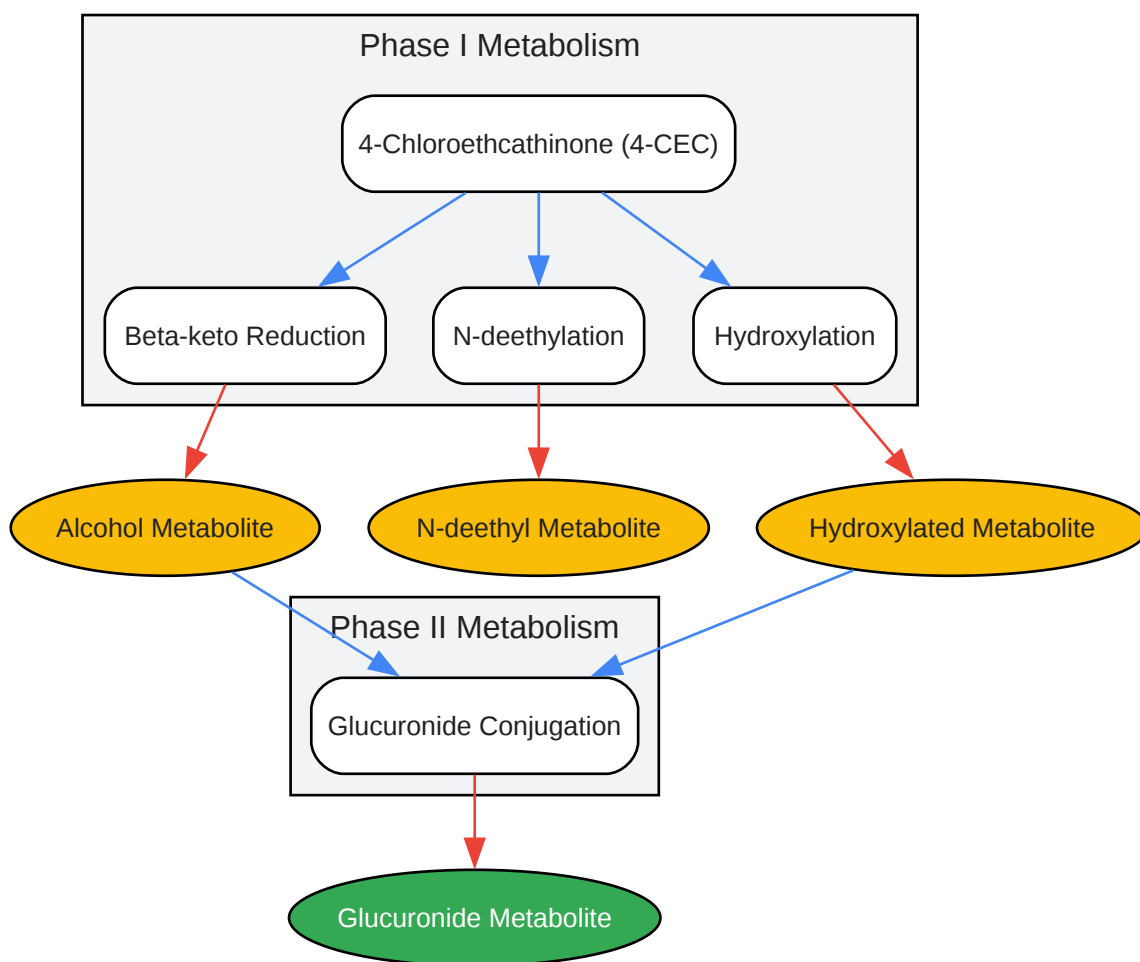 Phase I Metabolism
4-Chloroethcathinone (4-CEC)
Beta-keto Reduction
N-deethylation
Hydroxylation
Alcohol Metabolite
N-deethyl Metabolite
Hydroxylated Metabolite
Phase II Metabolism
Glucuronide Conjugation
Glucuronide Metabolite